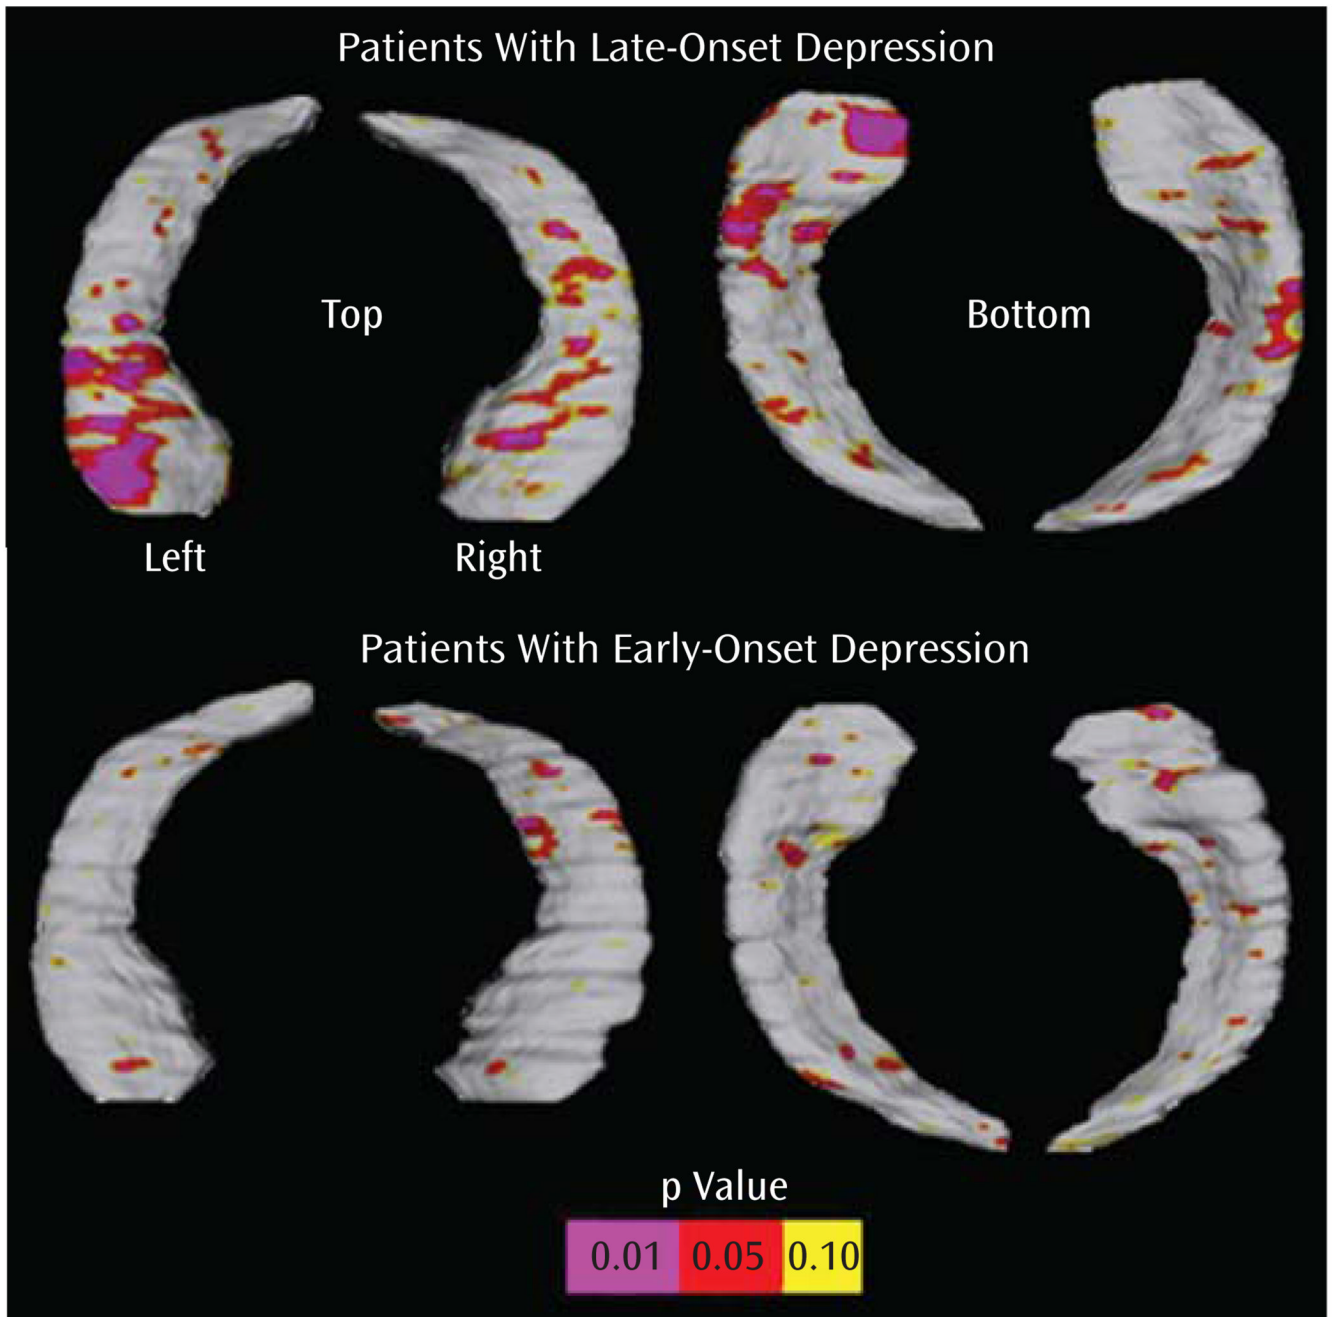 Patients With Late-Onset Depression
Top
Bottom
Left
Right
Patients With Early-Onset Depression
p Value
0.01
0.05
0.10